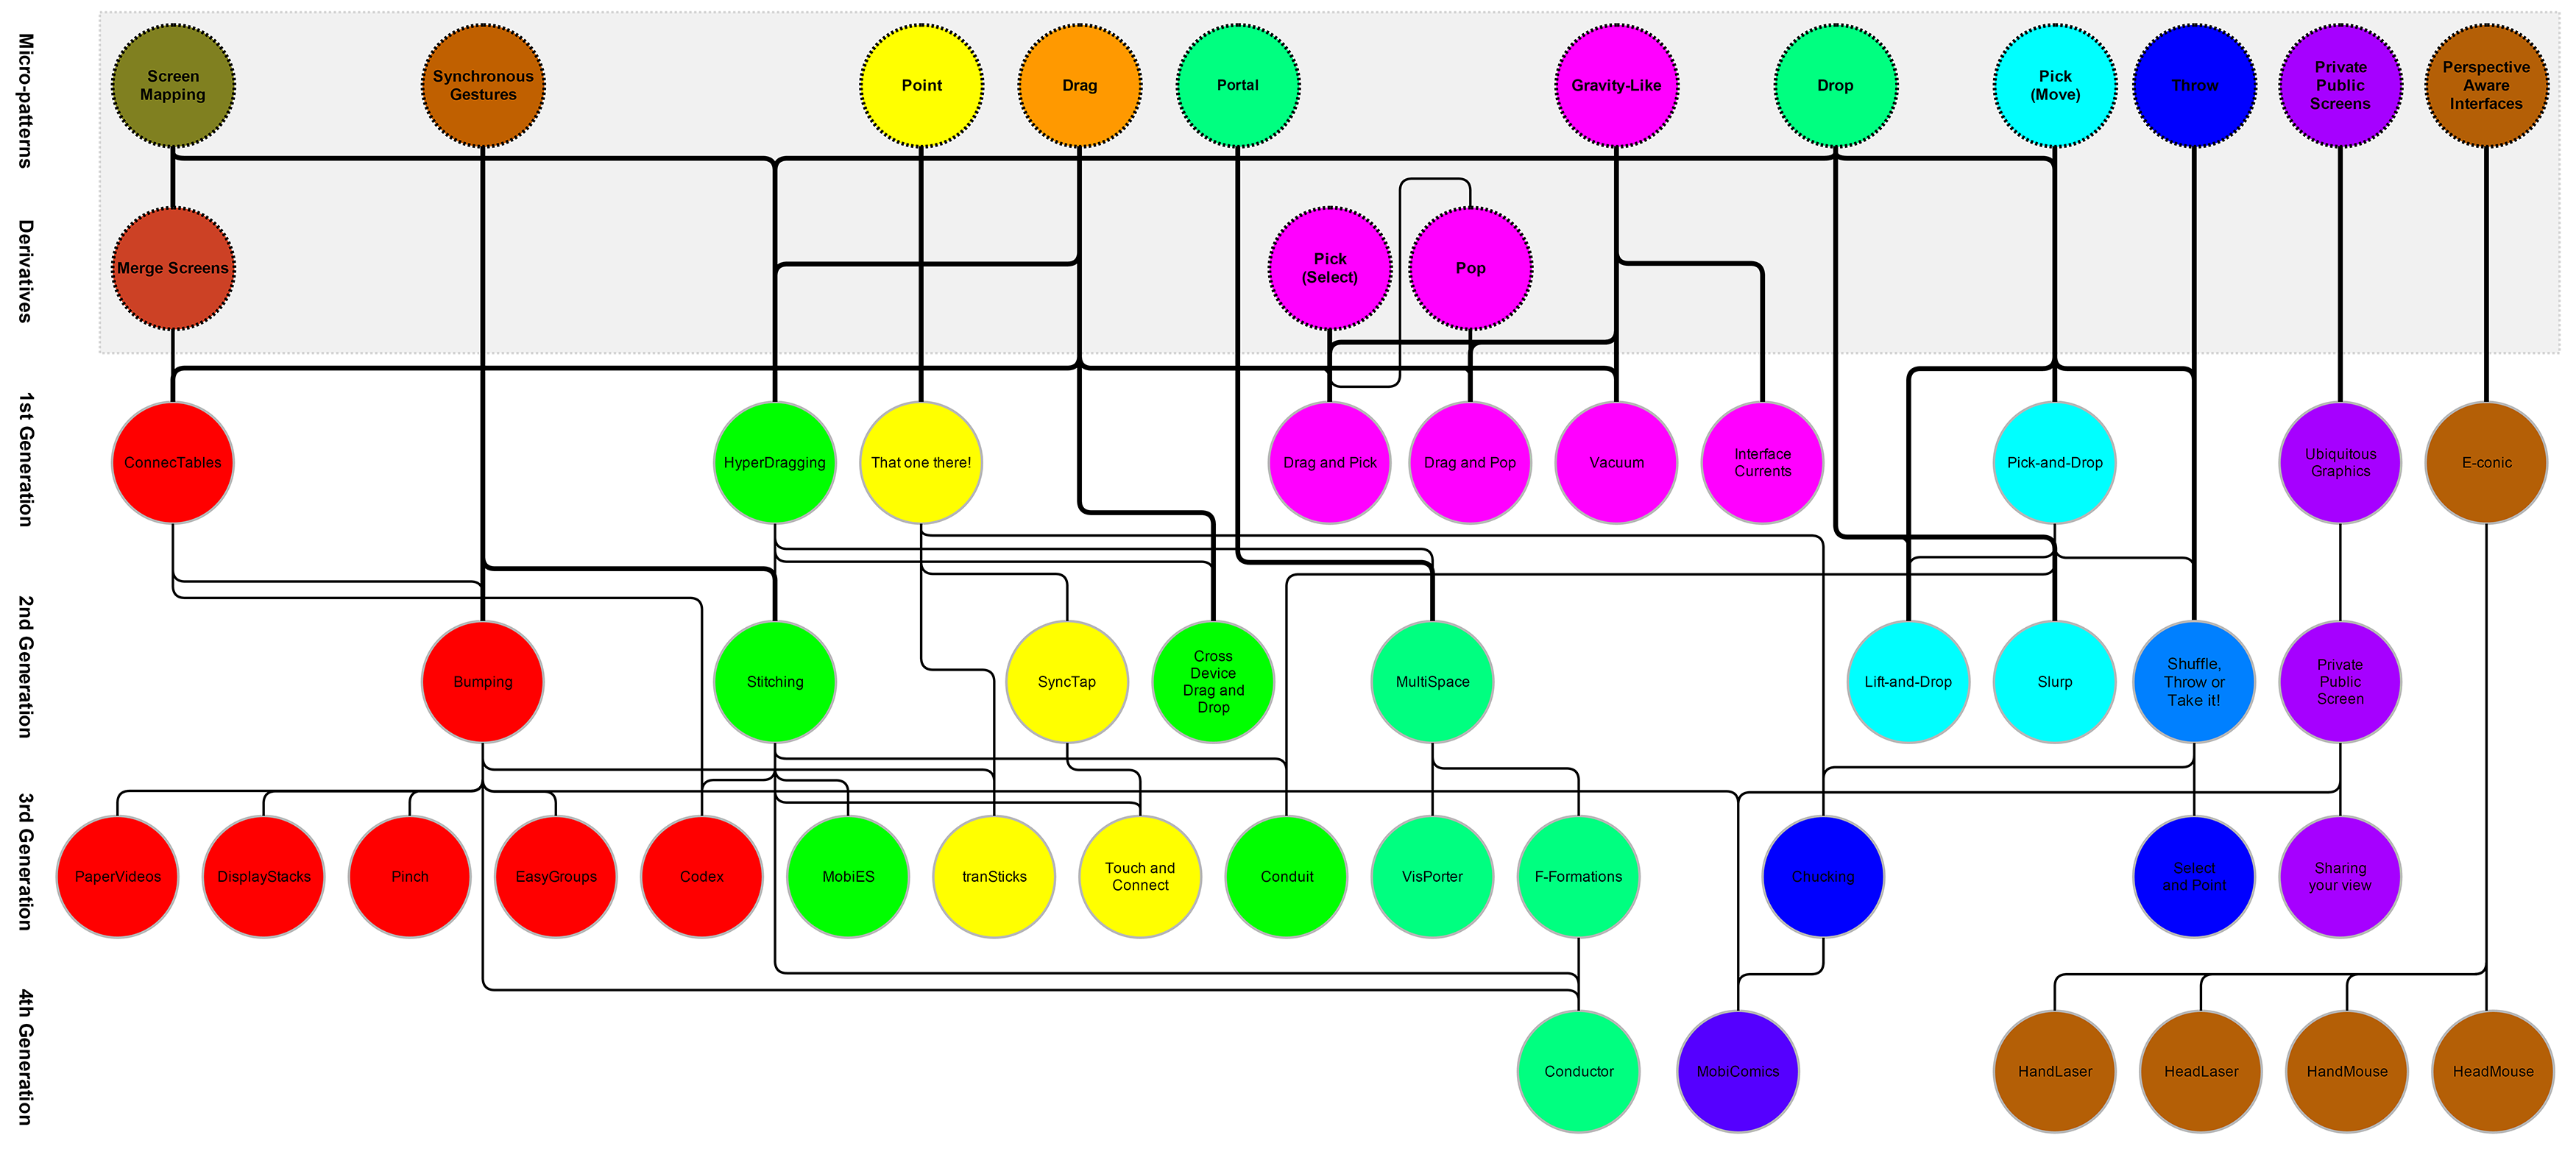 Micro-patterns
Screen
Mapping
Synchronous
Gestures
Point
Drag
Portal
Gravity-Like
Drop
Pick
(Move)
Throw
Private
Public
Screens
Perspective
Aware
Interfaces
Derivatives
Merge Screens
Pick
(Select)
Pop
1st Generation
ConnecTables
HyperDragging
That one there!
Drag and Pick
Drag and Pop
Vacuum
Interface
Currents
Pick-and-Drop
Ubiquitous
Graphics
E-conic
2nd Generation
Bumping
Stitching
SyncTap
Cross
Device
Drag and
Drop
MultiSpace
Lift-and-Drop
Slurp
Shuffle,
Throw or
Take it!
Private
Public
Screen
3rd Generation
PaperVideos
DisplayStacks
Pinch
EasyGroups
Codex
MobiES
tranSticks
Touch and
Connect
Conduit
VisPorter
F-Formations
Chucking
Select
and Point
Sharing
your view
4th Generation
Conductor
MobiComics
HandLaser
HeadLaser
HandMouse
HeadMouse